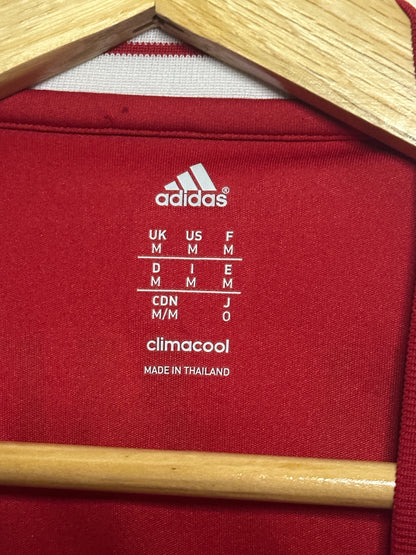 adidas®
UK US F
M M M
D I E
M M M
CDN J
M/M O
climacool
MADE IN THAILAND